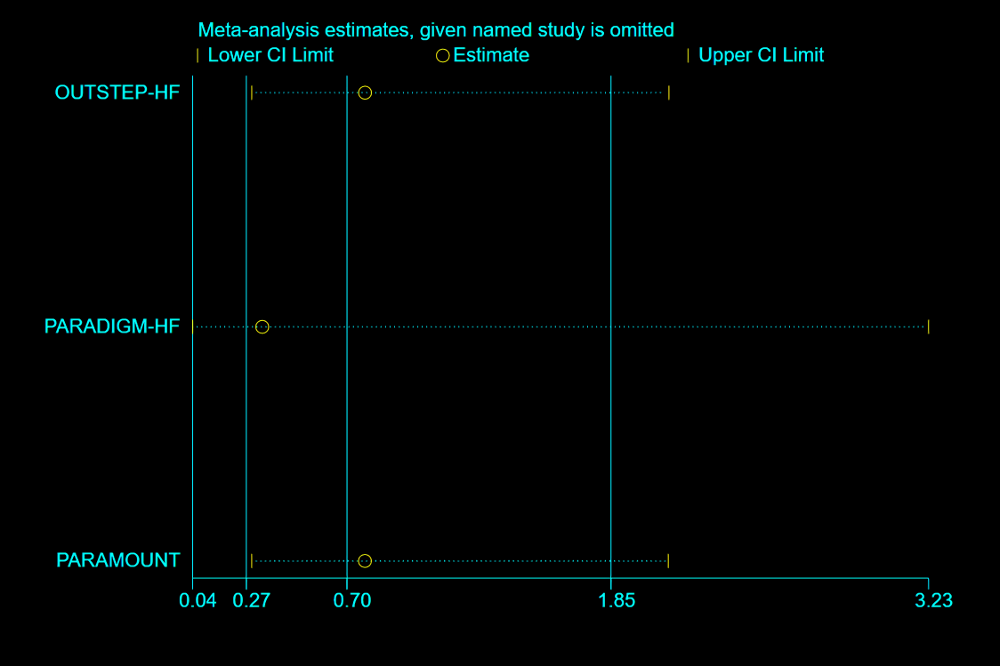 Meta-analysis estimates, given named study is omitted
Lower CI Limit Estimate Upper CI Limit
OUTSTEP-HF
PARADIGM-HF
PARAMOUNT
0.04 0.27 0.70 1.85 3.23